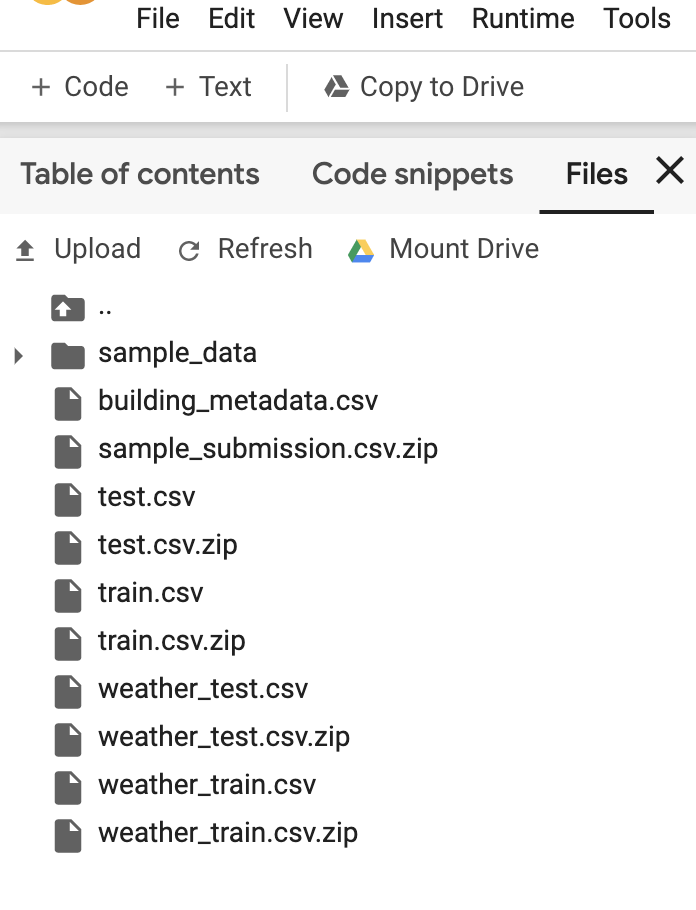 File Edit View Insert Runtime Tools
+ Code + Text Copy to Drive
Table of contents Code snippets Files
Upload Refresh Mount Drive
..
sample_data
building_metadata.csv
sample_submission.csv.zip
test.csv
test.csv.zip
train.csv
train.csv.zip
weather_test.csv
weather_test.csv.zip
weather_train.csv
weather_train.csv.zip